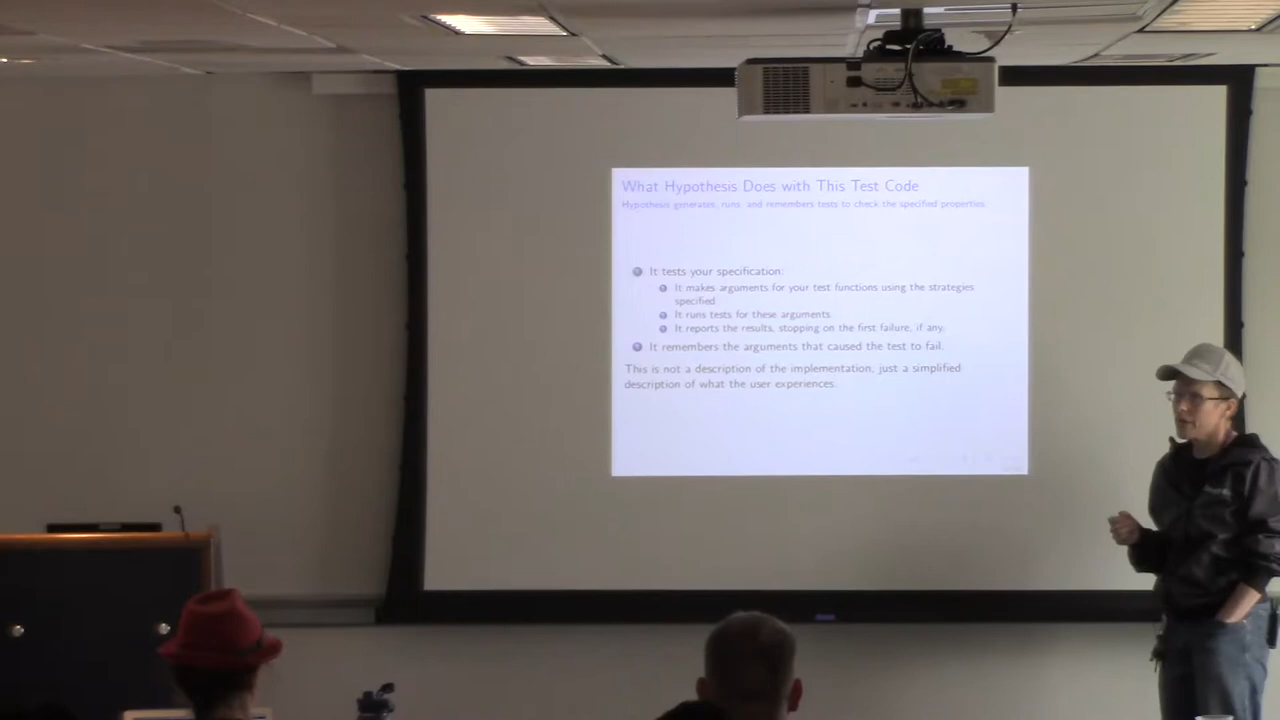 What Hypothesis Does with This Test Code
Hypothesis generates, runs, and remembers tests to check the specified properties.
It tests your specification:
It makes arguments for your test functions using the strategies
specified
It runs tests for these arguments
It reports the results, stopping on the first failure, if any.
It remembers the arguments that caused the test to fail.
This is not a description of the implementation, just a simplified
description of what the user experiences.